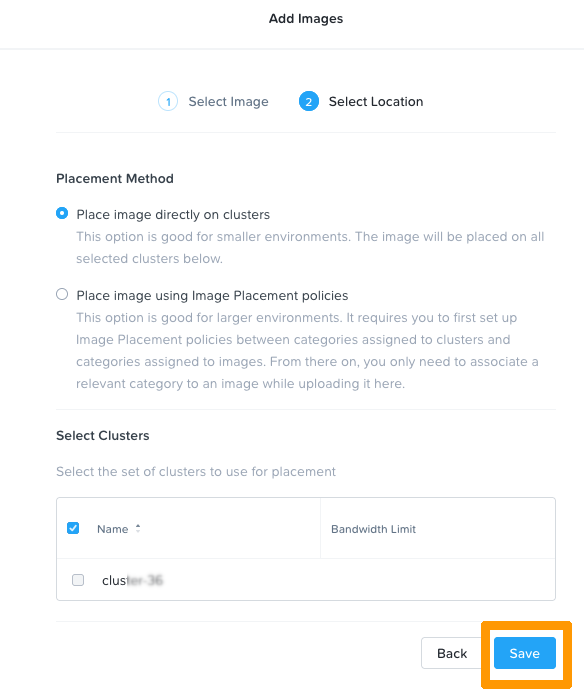 Add Images
1 Select Image 2 Select Location
Placement Method
Place image directly on clusters
This option is good for smaller environments. The image will be placed on all
selected clusters below.
Place image using Image Placement policies
This option is good for larger environments. It requires you to first set up
Image Placement policies between categories assigned to clusters and
categories assigned to images. From there on, you only need to associate a
relevant category to an image while uploading it here.
Select Clusters
Select the set of clusters to use for placement
Name Bandwidth Limit
cluster-36
Back Save